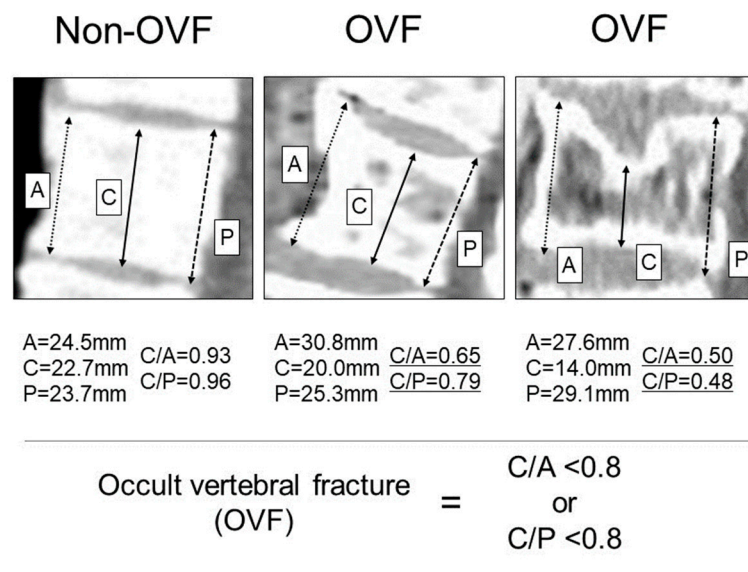 Non-OVF
OVF
OVF
A
C
P
A
C
P
A
C
P
A=24.5mm
C=22.7mm
P=23.7mm
C/A=0.93
C/P=0.96
A=30.8mm
C=20.0mm
P=25.3mm
C/A=0.65
C/P=0.79
A=27.6mm
C=14.0mm
P=29.1mm
C/A=0.50
C/P=0.48
Occult vertebral fracture
(OVF)
=
C/A <0.8
or
C/P <0.8